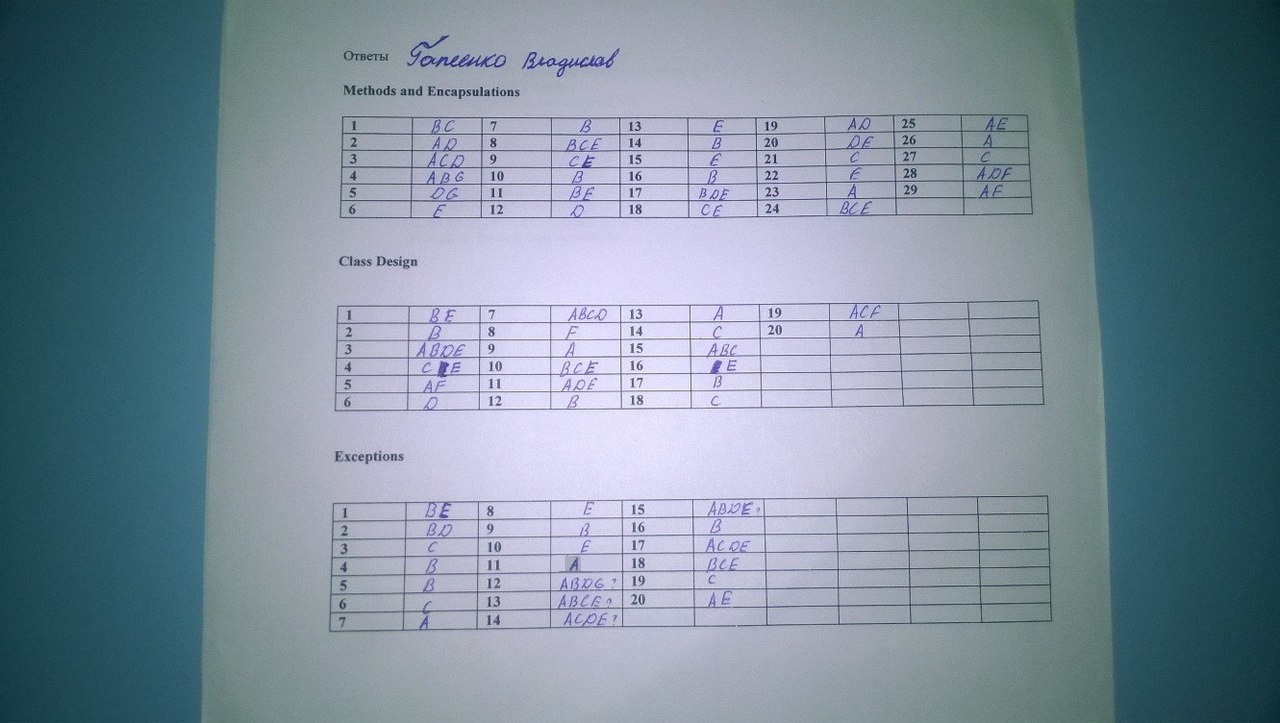 Ответы Гапеенко Владислав
Methods and Encapsulations
1 BC 7 B 13 E 19 AD 25 AE
2 AD 8 BCE 14 B 20 DE 26 A
3 ACD 9 CE 15 E 21 C 27 C
4 ABG 10 B 16 B 22 E 28 ADF
5 DG 11 BE 17 BDE 23 A 29 AF
6 E 12 D 18 CE 24 BCE
Class Design
1 BE 7 ABCD 13 A 19 ACF
2 B 8 F 14 C 20 A
3 ABDE 9 A 15 ABC
4 C E 10 BCE 16 E
5 AF 11 ADE 17 B
6 D 12 B 18 C
Exceptions
1 BE 8 E 15 ABDE?
2 BD 9 B 16 B
3 C 10 E 17 ACDE
4 B 11 A 18 BCE
5 B 12 ABDG? 19 C
6 C 13 ABCE? 20 AE
7 A 14 ACDE?